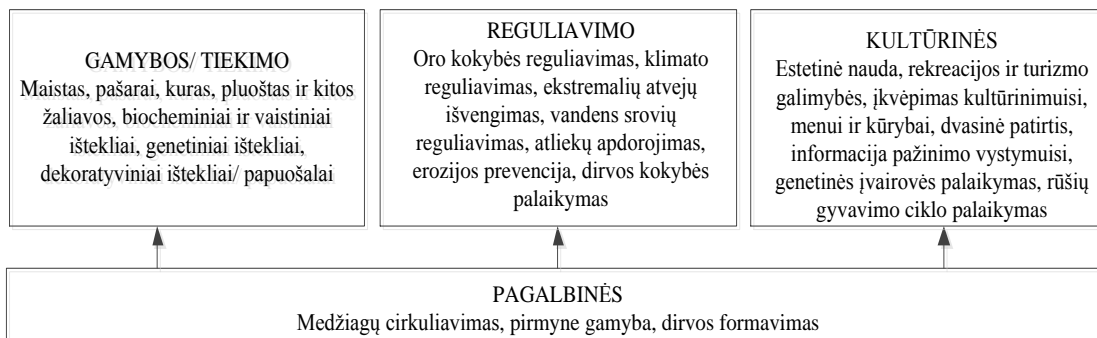 GAMYBOS/ TIEKIMO
Maistas, pašarai, kuras, pluoštas ir kitos
žaliavos, biocheminiai ir vaistiniai
ištekliai, genetiniai ištekliai,
dekoratyviniai ištekliai/ papuošalai
REGULIAVIMO
Oro kokybės reguliavimas, klimato
reguliavimas, ekstremalių atvejų
išvengimas, vandens srovių
reguliavimas, atliekų apdorojimas,
erozijos prevencija, dirvos kokybės
palaikymas
KULTŪRINĖS
Estetinė nauda, rekreacijos ir turizmo
galimybės, įkvėpimas kultūrinimuisi,
menui ir kūrybai, dvasinė patirtis,
informacija pažinimo vystymuisi,
genetinės įvairovės palaikymas, rūšių
gyvavimo ciklo palaikymas
PAGALBINĖS
Medžiagų cirkuliavimas, pirmyne gamyba, dirvos formavimas